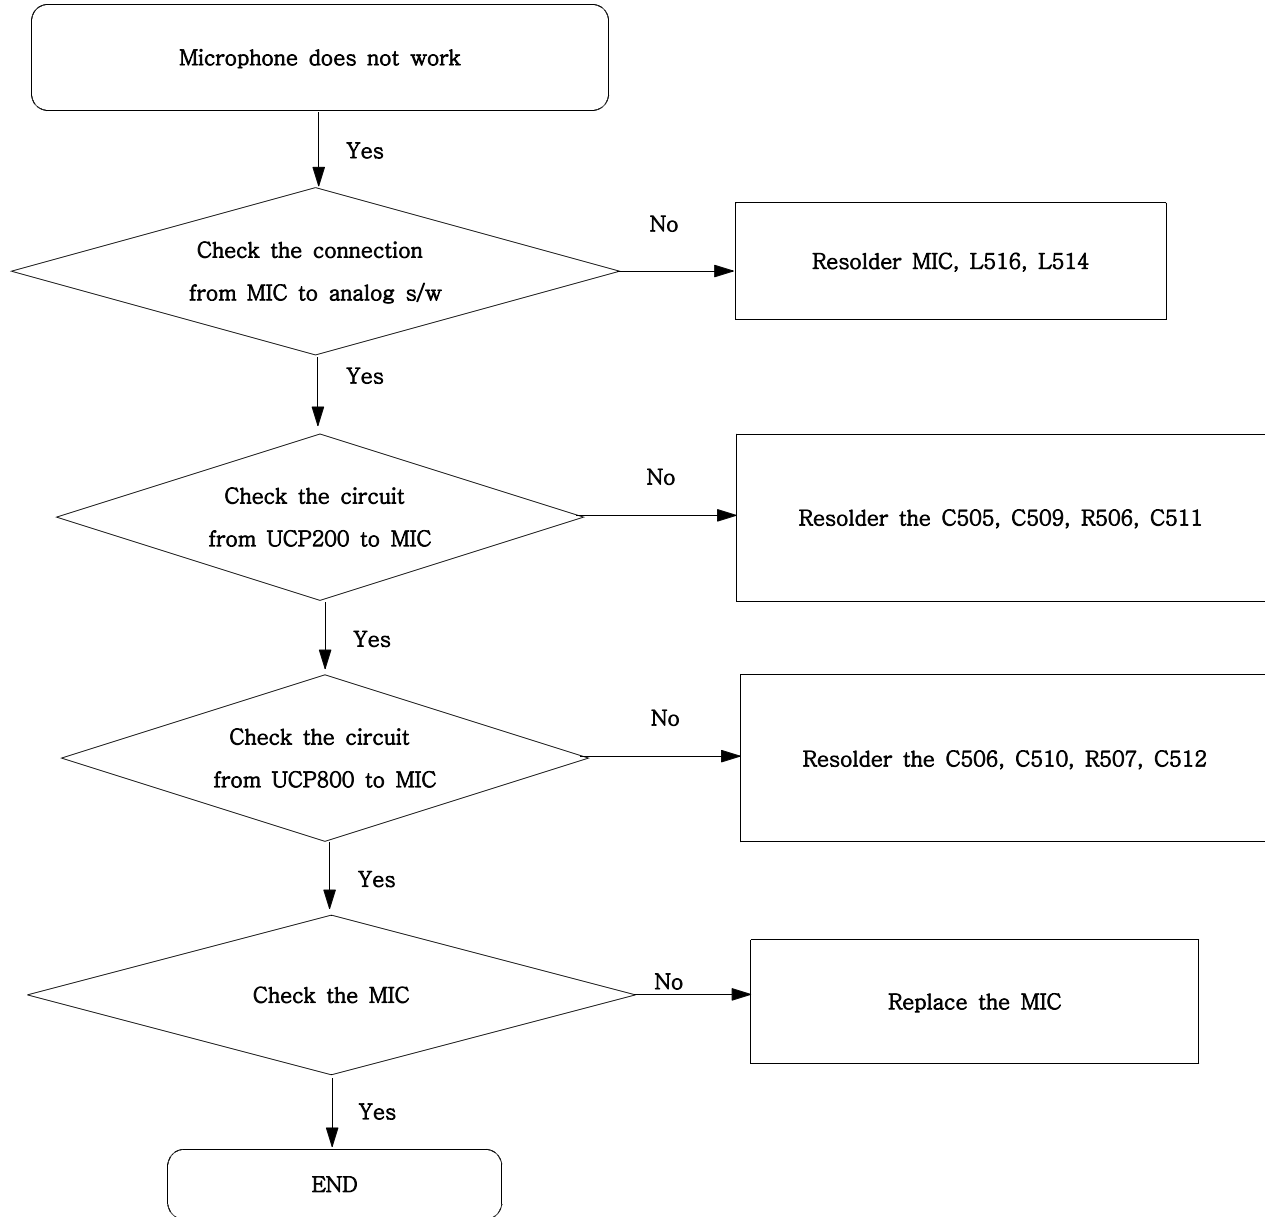 Microphone does not work
Yes
Check the connection
from MIC to analog s/w
No
Resolder MIC, L516, L514
Yes
Check the circuit
from UCP200 to MIC
No
Resolder the C505, C509, R506, C511
Yes
Check the circuit
from UCP800 to MIC
No
Resolder the C506, C510, R507, C512
Yes
Check the MIC
No
Replace the MIC
Yes
END